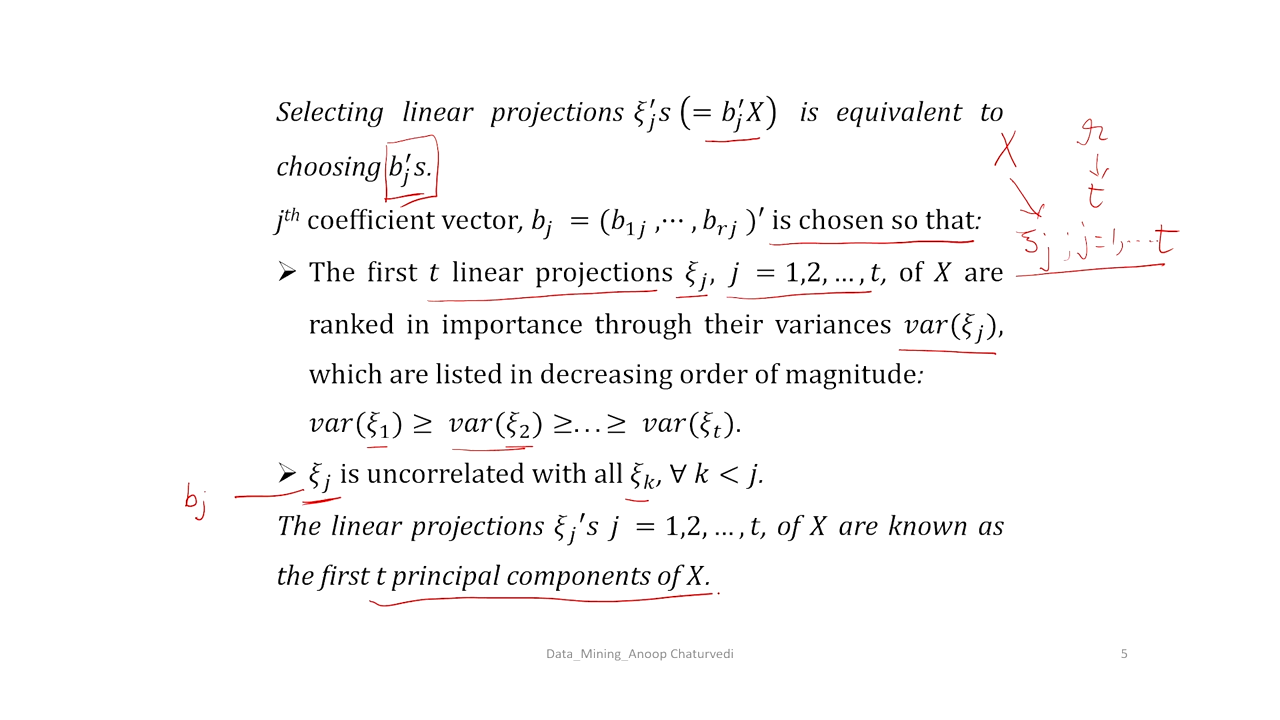 Selecting linear projections ξ′ⱼs (= b′ⱼX) is equivalent to
choosing b′ⱼs.
jᵗʰ coefficient vector, bⱼ = (b₁ⱼ ,⋯ , bᵣⱼ )′ is chosen so that:
➢ The first t linear projections ξⱼ, j = 1,2, … , t, of X are
ranked in importance through their variances var(ξⱼ),
which are listed in decreasing order of magnitude:
var(ξ₁) ≥ var(ξ₂) ≥. . . ≥ var(ξₜ).
➢ ξⱼ is uncorrelated with all ξₖ, ∀ k < j.
The linear projections ξⱼ′s j = 1,2, … , t, of X are known as
the first t principal components of X.
X
r
↓
t
ξⱼ ; j=1,...t
bⱼ
Data_Mining_Anoop Chaturvedi
5